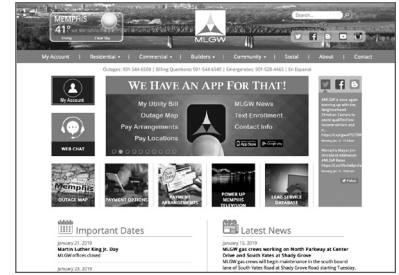 MEMPHIS
41°
Search...
MLGW
My Account | Residential | Commercial | Builders | Community | Social | About | Contact
Outages: 901-544-6500 | Billing Questions: 901-544-6549 | Emergencies: 901-528-4465 | En Espanol
WE HAVE AN APP FOR THAT!
My Utility Bill
Outage Map
Pay Arrangements
Pay Locations
MLGW News
Text Enrollment
Contact Info
App Store
Google play
My Account
WEB CHAT
OUTAGE MAP
PAYMENT OPTIONS
PAYMENT ARRANGEMENTS
POWER UP MEMPHIS TELEVISION
LEAD SERVICE DATABASE
Follow
Important Dates
January 21, 2019
Martin Luther King Jr. Day
MLGW offices closed
January 23, 2019
Latest News
January 15, 2019
MLGW gas crews working on North Parkway at Center
Drive and South Yates at Shady Grove
MLGW gas crews will begin maintenance in the south board
lane of South Yates Road at Shady Grove Road starting Tuesday,